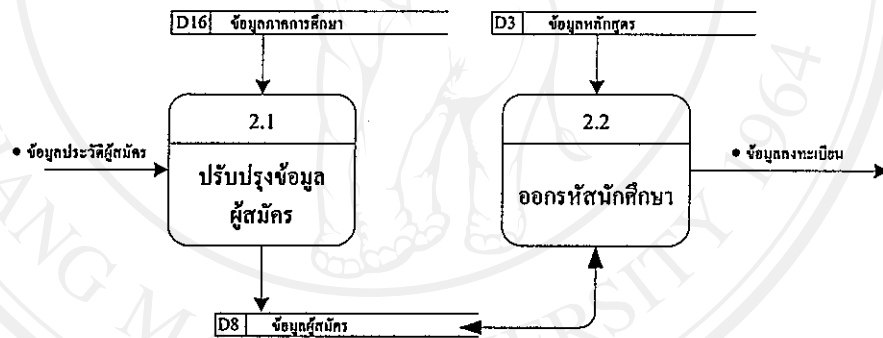 D16 ข้อมูลภาคการศึกษา
D3 ข้อมูลหลักสูตร
2.1
2.2
• ข้อมูลประวัติผู้สมัคร
• ข้อมูลลงทะเบียน
ปรับปรุงข้อมูล
ผู้สมัคร
ออกรหัสนักศึกษา
D8 ข้อมูลผู้สมัคร
ANG M
ERSITY 1964